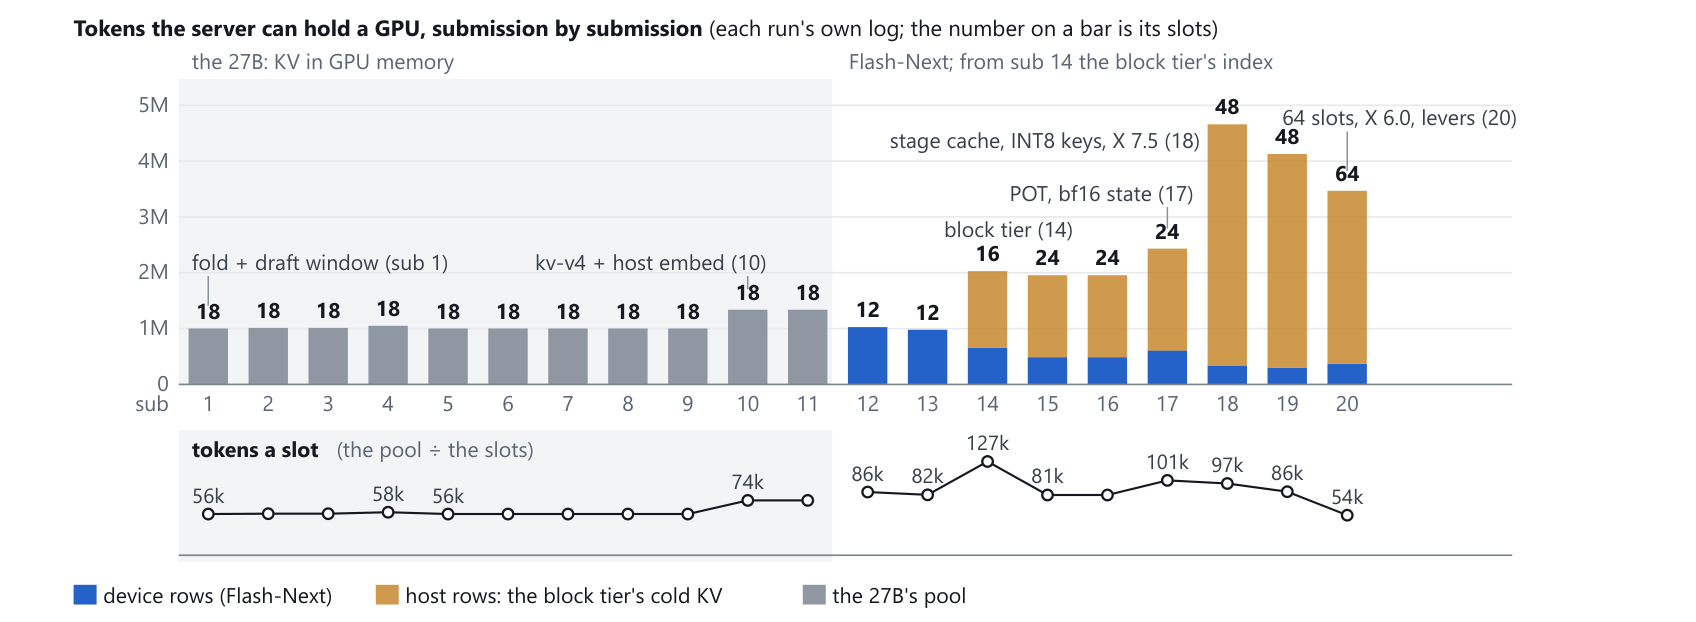 Tokens the server can hold a GPU, submission by submission (each run's own log; the number on a bar is its slots)
the 27B: KV in GPU memory
Flash-Next; from sub 14 the block tier's index
5M
4M
3M
2M
1M
0
48
64 slots, X 6.0, levers (20)
48
stage cache, INT8 keys, X 7.5 (18)
64
POT, bf16 state (17)
24
block tier (14)
16 24 24
fold + draft window (sub 1)
kv-v4 + host embed (10)
18 18 18 18 18 18 18 18 18 18 18 12 12
sub 1 2 3 4 5 6 7 8 9 10 11 12 13 14 15 16 17 18 19 20
tokens a slot (the pool ÷ the slots)
56k 58k 56k 74k 86k 82k 127k 81k 101k 97k 86k 54k
device rows (Flash-Next)
host rows: the block tier's cold KV
the 27B's pool